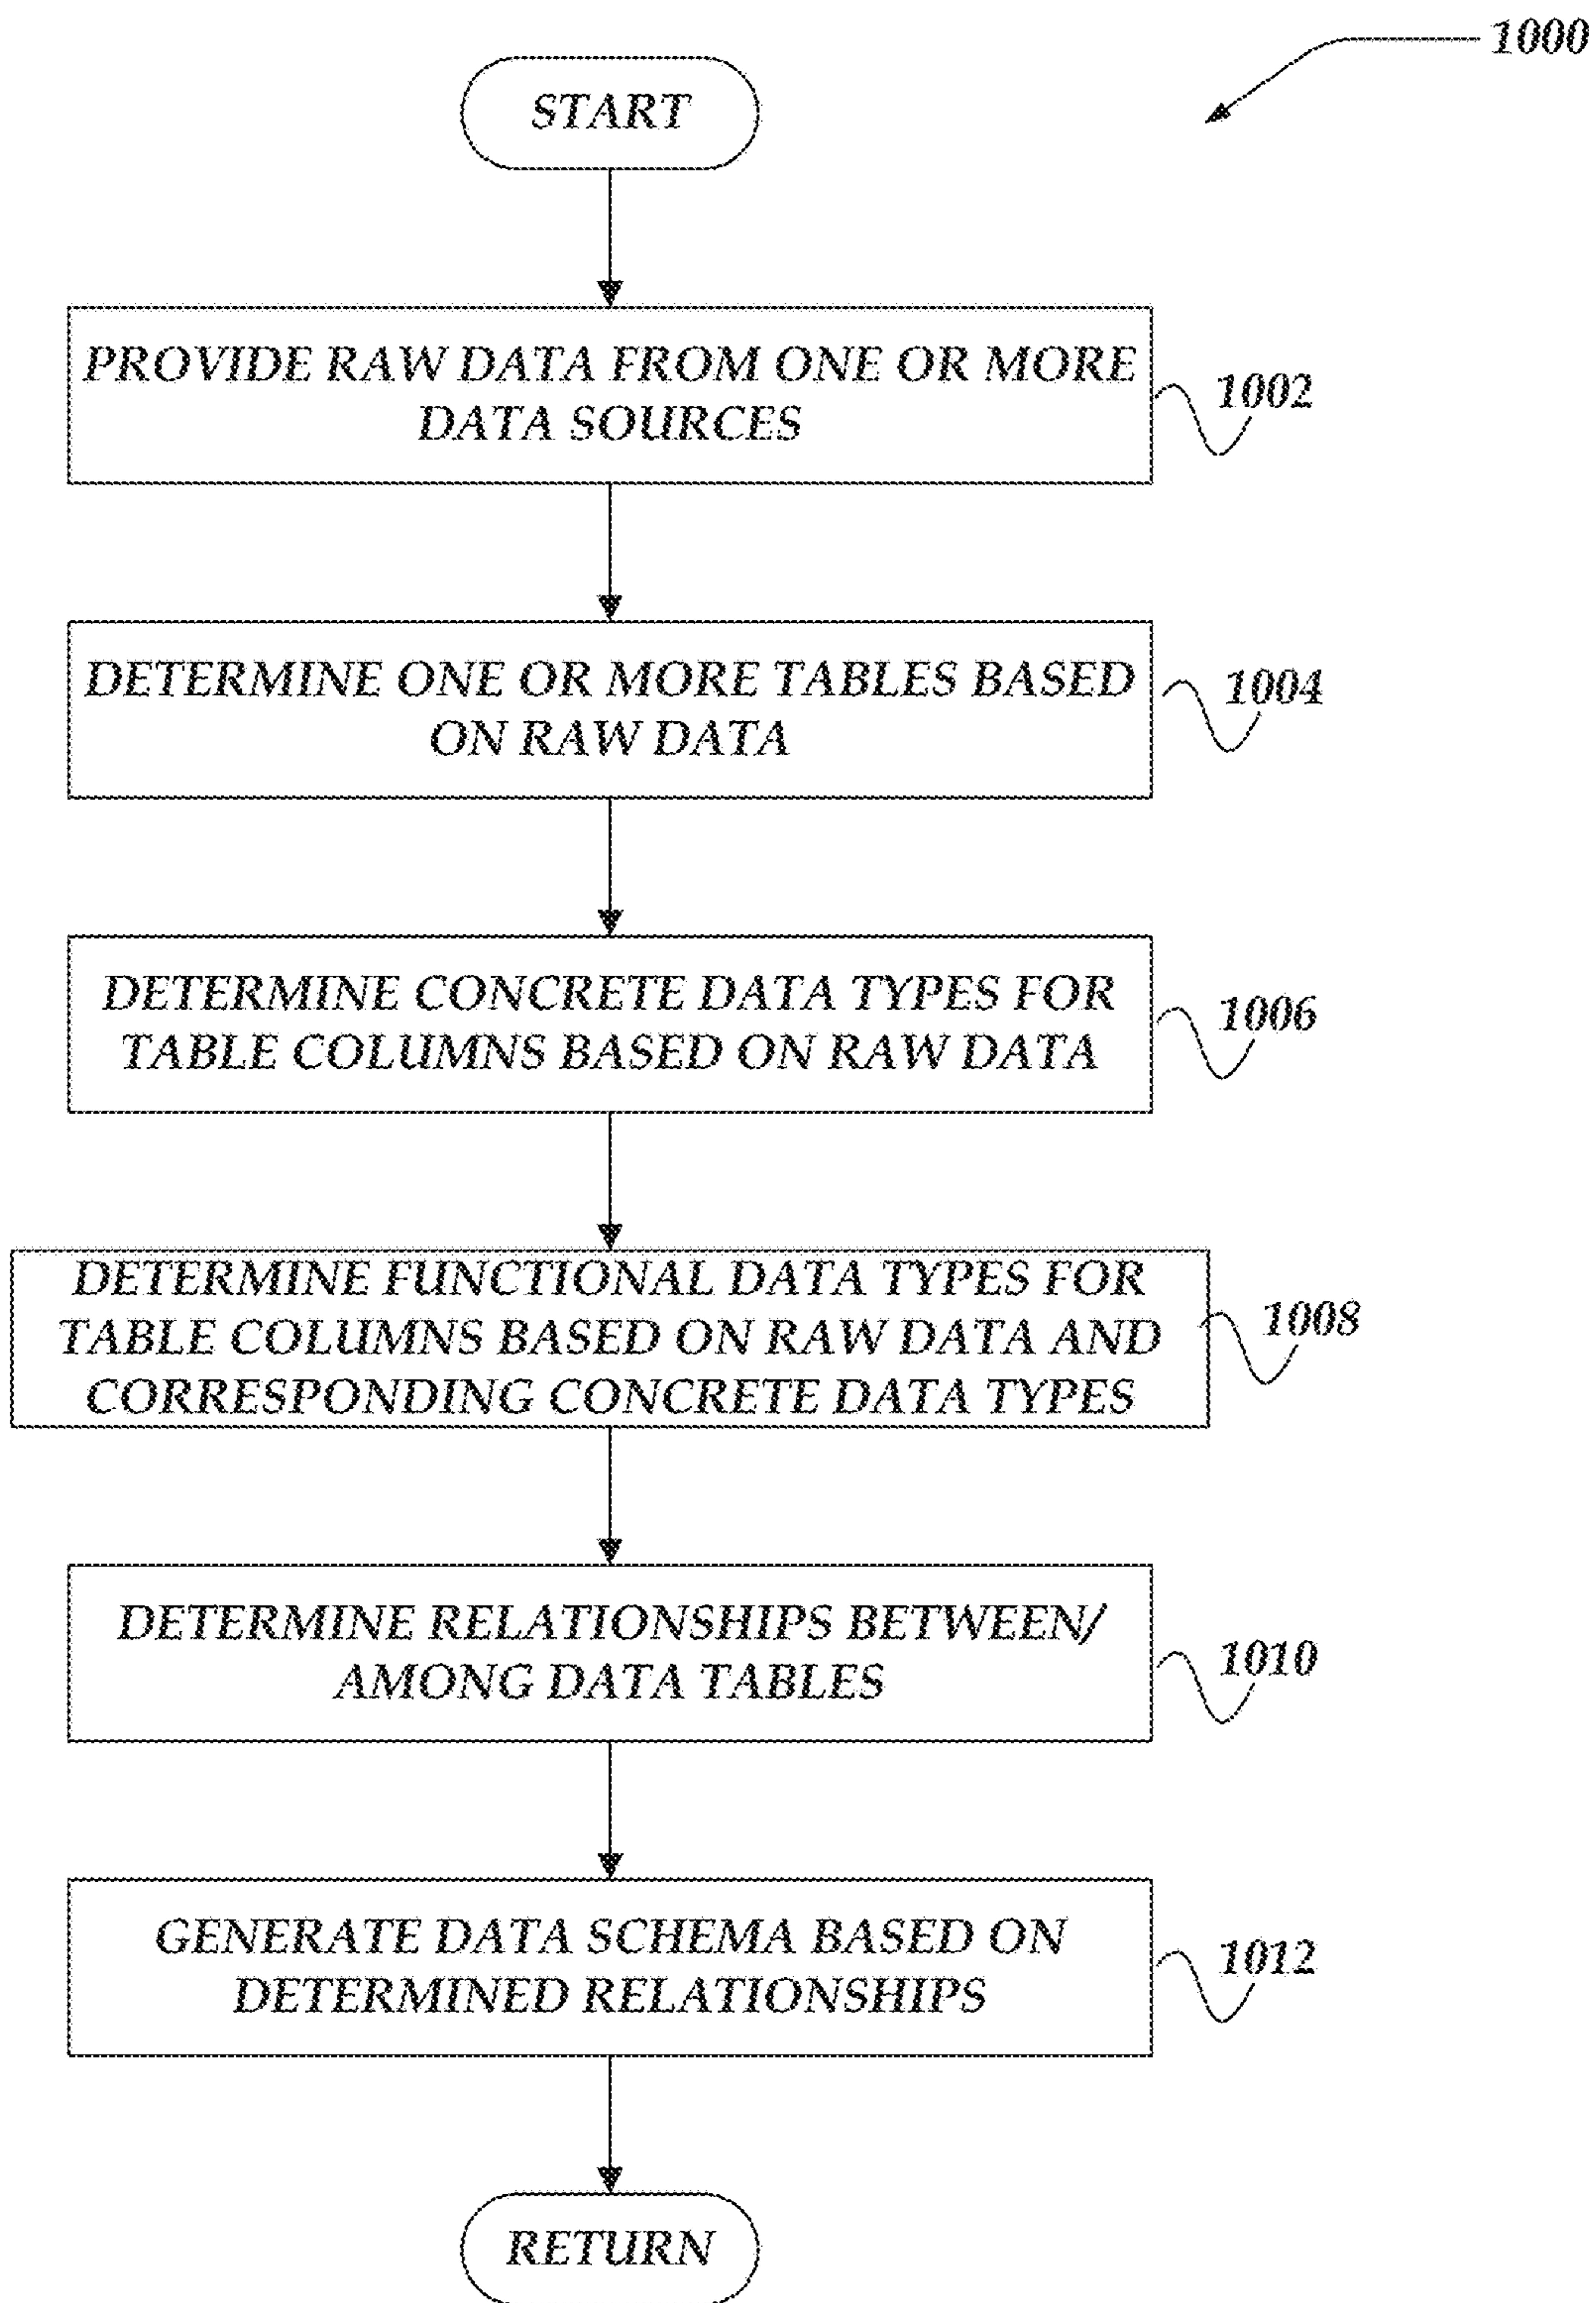 1000
START
PROVIDE RAW DATA FROM ONE OR MORE
DATA SOURCES
1002
DETERMINE ONE OR MORE TABLES BASED
ON RAW DATA
1004
DETERMINE CONCRETE DATA TYPES FOR
TABLE COLUMNS BASED ON RAW DATA
1006
DETERMINE FUNCTIONAL DATA TYPES FOR
TABLE COLUMNS BASED ON RAW DATA AND
CORRESPONDING CONCRETE DATA TYPES
1008
DETERMINE RELATIONSHIPS BETWEEN/
AMONG DATA TABLES
1010
GENERATE DATA SCHEMA BASED ON
DETERMINED RELATIONSHIPS
1012
RETURN